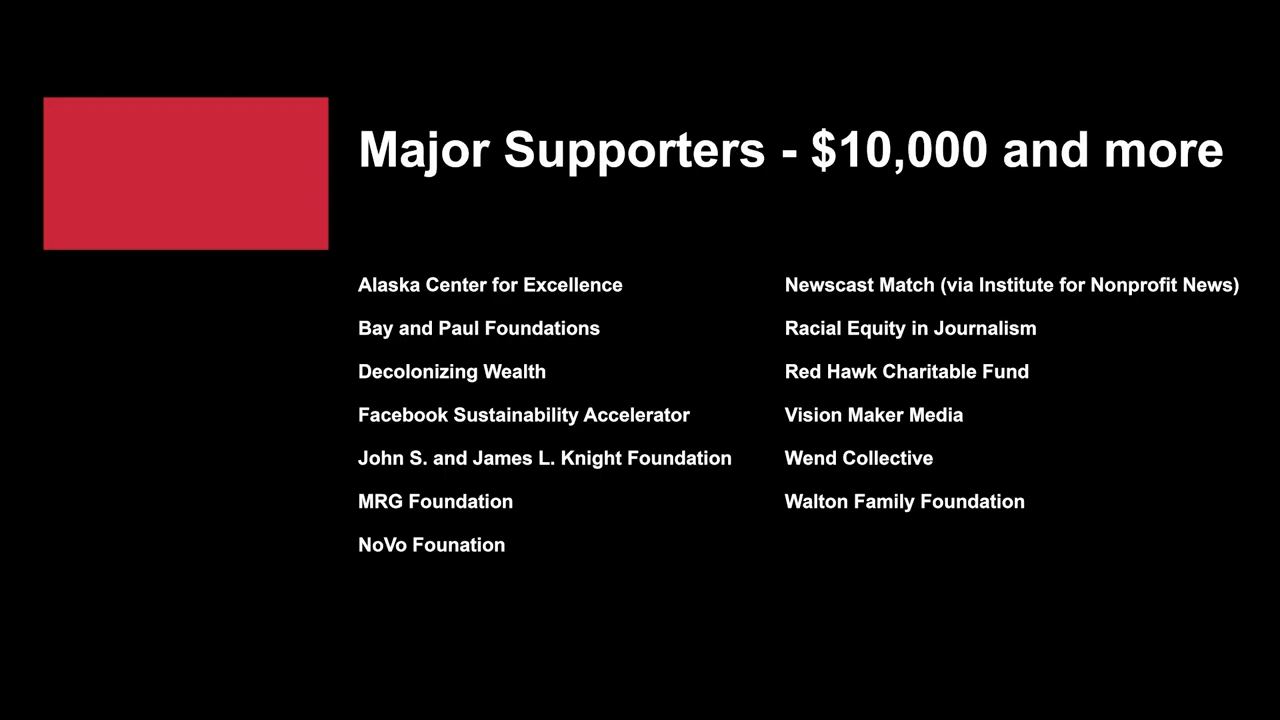 Major Supporters - $10,000 and more
Alaska Center for Excellence
Bay and Paul Foundations
Decolonizing Wealth
Facebook Sustainability Accelerator
John S. and James L. Knight Foundation
MRG Foundation
NoVo Founation
Newscast Match (via Institute for Nonprofit News)
Racial Equity in Journalism
Red Hawk Charitable Fund
Vision Maker Media
Wend Collective
Walton Family Foundation